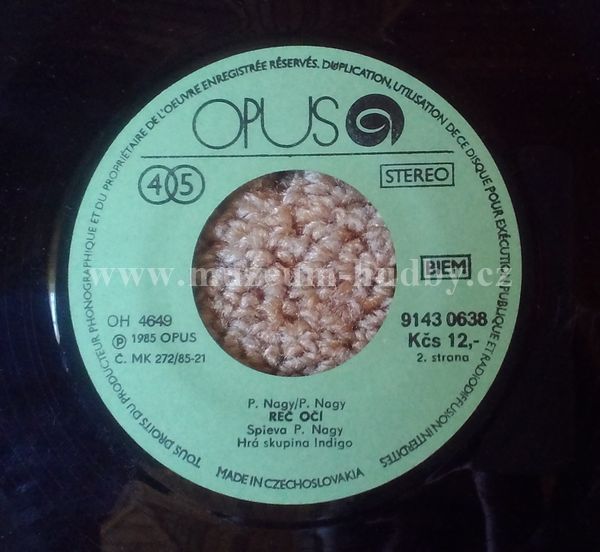 TOUS DROITS DU PRODUCTEUR PHONOGRAPHIQUE ET DU PROPRIÉTAIRE DE L'OEUVRE ENREGISTRÉE RÉSERVÉS. DUPLICATION, UTILISATION DE CE DISQUE POUR EXÉCUTION PUBLIQUE ET RADIODIFFUSION INTERDITES
OPUS
45
STEREO
www.muzeum-hudby.cz
BIEM
OH 4649
9143 0638
Ⓟ 1985 OPUS
Kčs 12,-
Č. MK 272/85-21
2. strana
P. Nagy/P. Nagy
REČ OČÍ
Spieva P. Nagy
Hrá skupina Indigo
MADE IN CZECHOSLOVAKIA